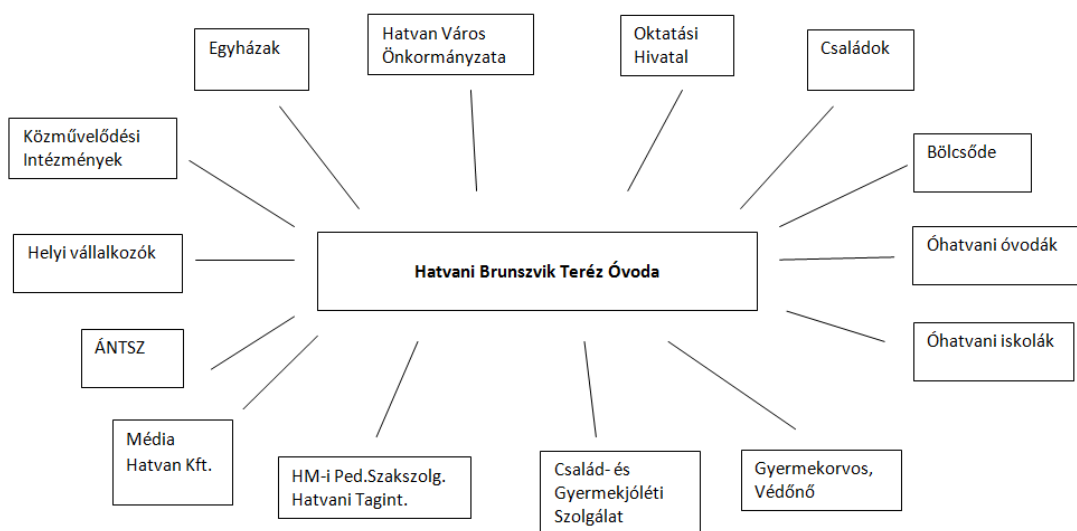 Egyházak
Hatvan Város
Önkormányzata
Oktatási
Hivatal
Családok
Közművelődési
Intézmények
Bölcsőde
Helyi vállalkozók
Hatvani Brunszvik Teréz Óvoda
Óhatvani óvodák
ÁNTSZ
Óhatvani iskolák
Média
Hatvan Kft.
HM-i Ped.Szakszolg.
Hatvani Tagint.
Család- és
Gyermekjóléti
Szolgálat
Gyermekorvos,
Védőnő